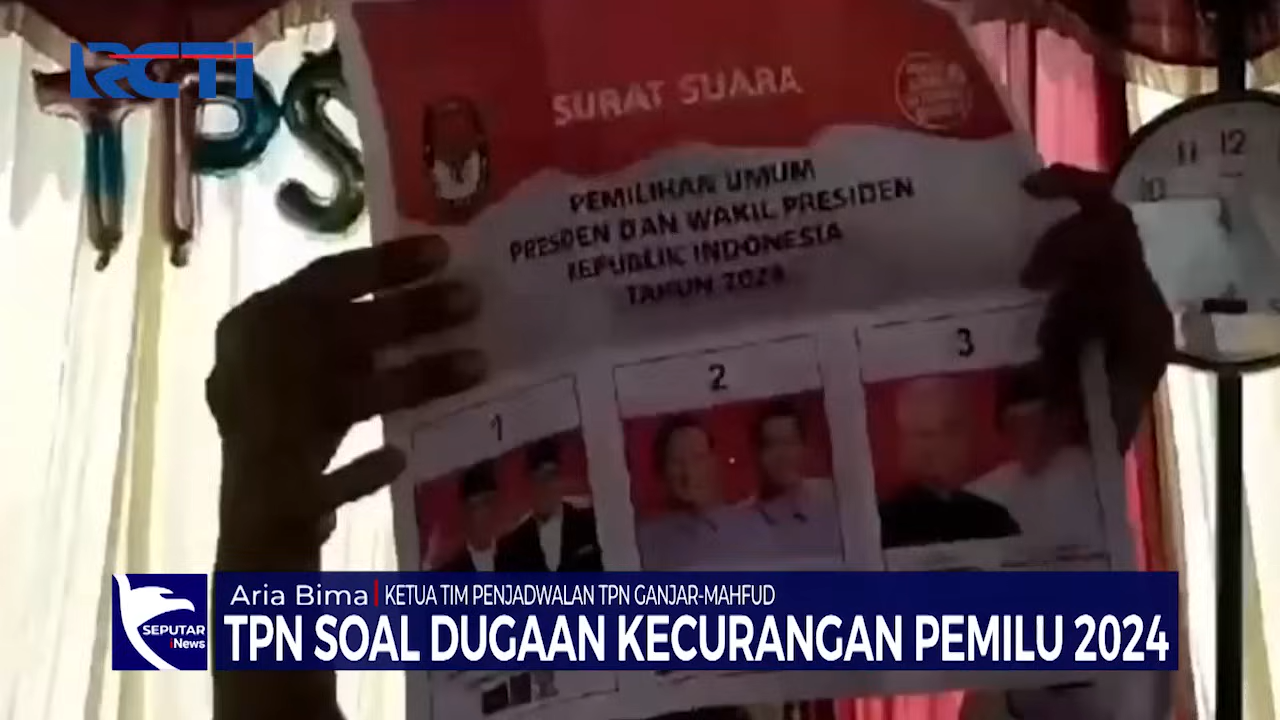 RCTI
TPS
SURAT SUARA
PEMILIHAN UMUM
PRESIDEN DAN WAKIL PRESIDEN
REPUBLIK INDONESIA
TAHUN 2024
11 12
10
1
2
3
Aria Bima | KETUA TIM PENJADWALAN TPN GANJAR-MAHFUD
SEPUTAR
iNews
TPN SOAL DUGAAN KECURANGAN PEMILU 2024